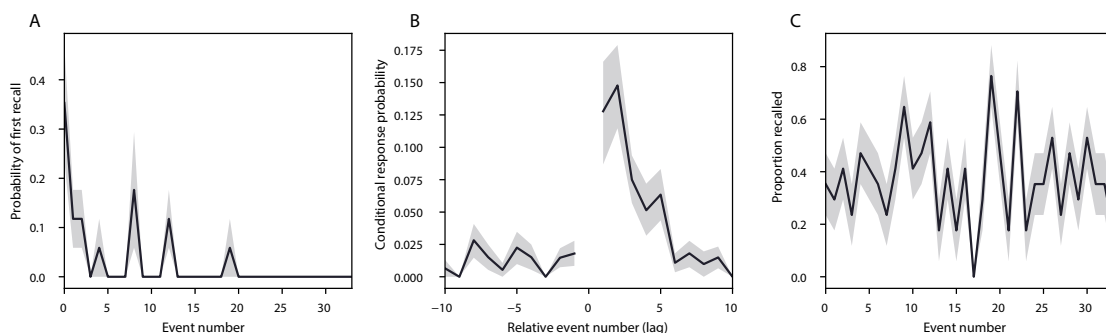 A
Probability of first recall
0.4
0.3
0.2
0.1
0.0
0 5 10 15 20 25 30
Event number
B
Conditional response probability
0.175
0.150
0.125
0.100
0.075
0.050
0.025
0.000
−10 −5 0 5 10
Relative event number (lag)
C
Proportion recalled
0.8
0.6
0.4
0.2
0.0
0 5 10 15 20 25 30
Event number